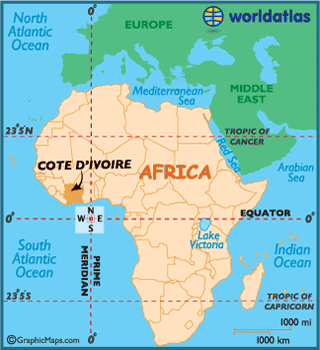 North
Atlantic
Ocean
worldatlas
EUROPE
Mediterranean
Sea
MIDDLE
EAST
23°5N
TROPIC OF
CANCER
Red Sea
COTE D'IVOIRE
AFRICA
Arabian
Sea
N
W E
S
0°
EQUATOR
0°
Lake
Victoria
South
Atlantic
Ocean
PRIME
MERIDIAN
Indian
Ocean
23°5S
TROPIC OF
CAPRICORN
0°
©GraphicMaps.com
1000 mi
1000 km